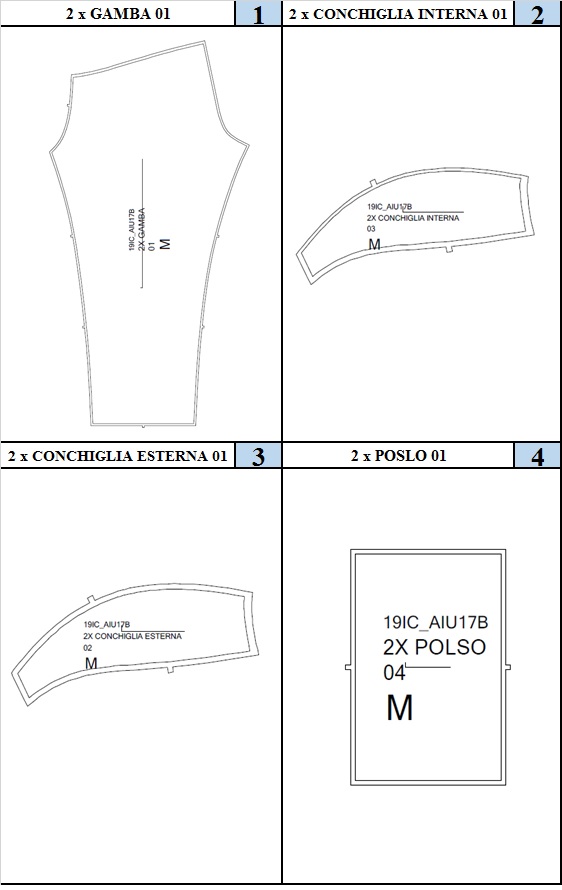 2 x GAMBA 01
1
2 x CONCHIGLIA INTERNA 01
2
19IC_AIU17B
2X GAMBA
01
M
19IC_AIU17B
2X CONCHIGLIA INTERNA
03
M
2 x CONCHIGLIA ESTERNA 01
3
2 x POSLO 01
4
19IC_AIU17B
2X CONCHIGLIA ESTERNA
02
M
19IC_AIU17B
2X POLSO
04
M